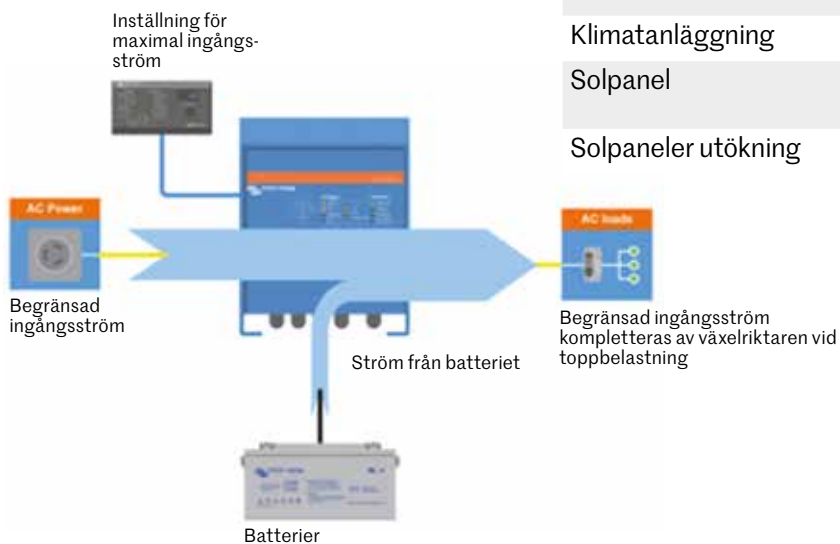 Inställning för
maximal ingångs-
ström
Klimatanläggning
Solpanel
Solpaneler utökning
AC Power
AC loads
Begränsad
ingångsström
Begränsad ingångsström
kompletteras av växelriktaren vid
toppbelastning
Ström från batteriet
Batterier